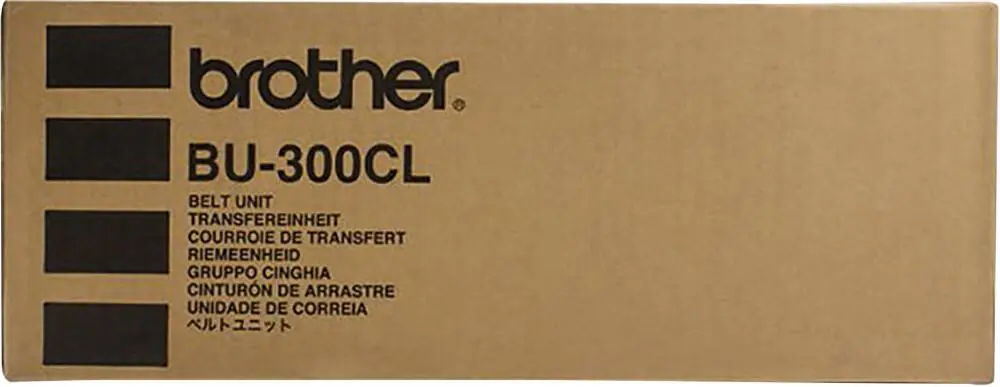 brother®
BU-300CL
BELT UNIT
TRANSFEREINHEIT
COURROIE DE TRANSFERT
RIEMEENHEID
GRUPPO CINGHIA
CINTURÓN DE ARRASTRE
UNIDADE DE CORREIA
ベルトユニット